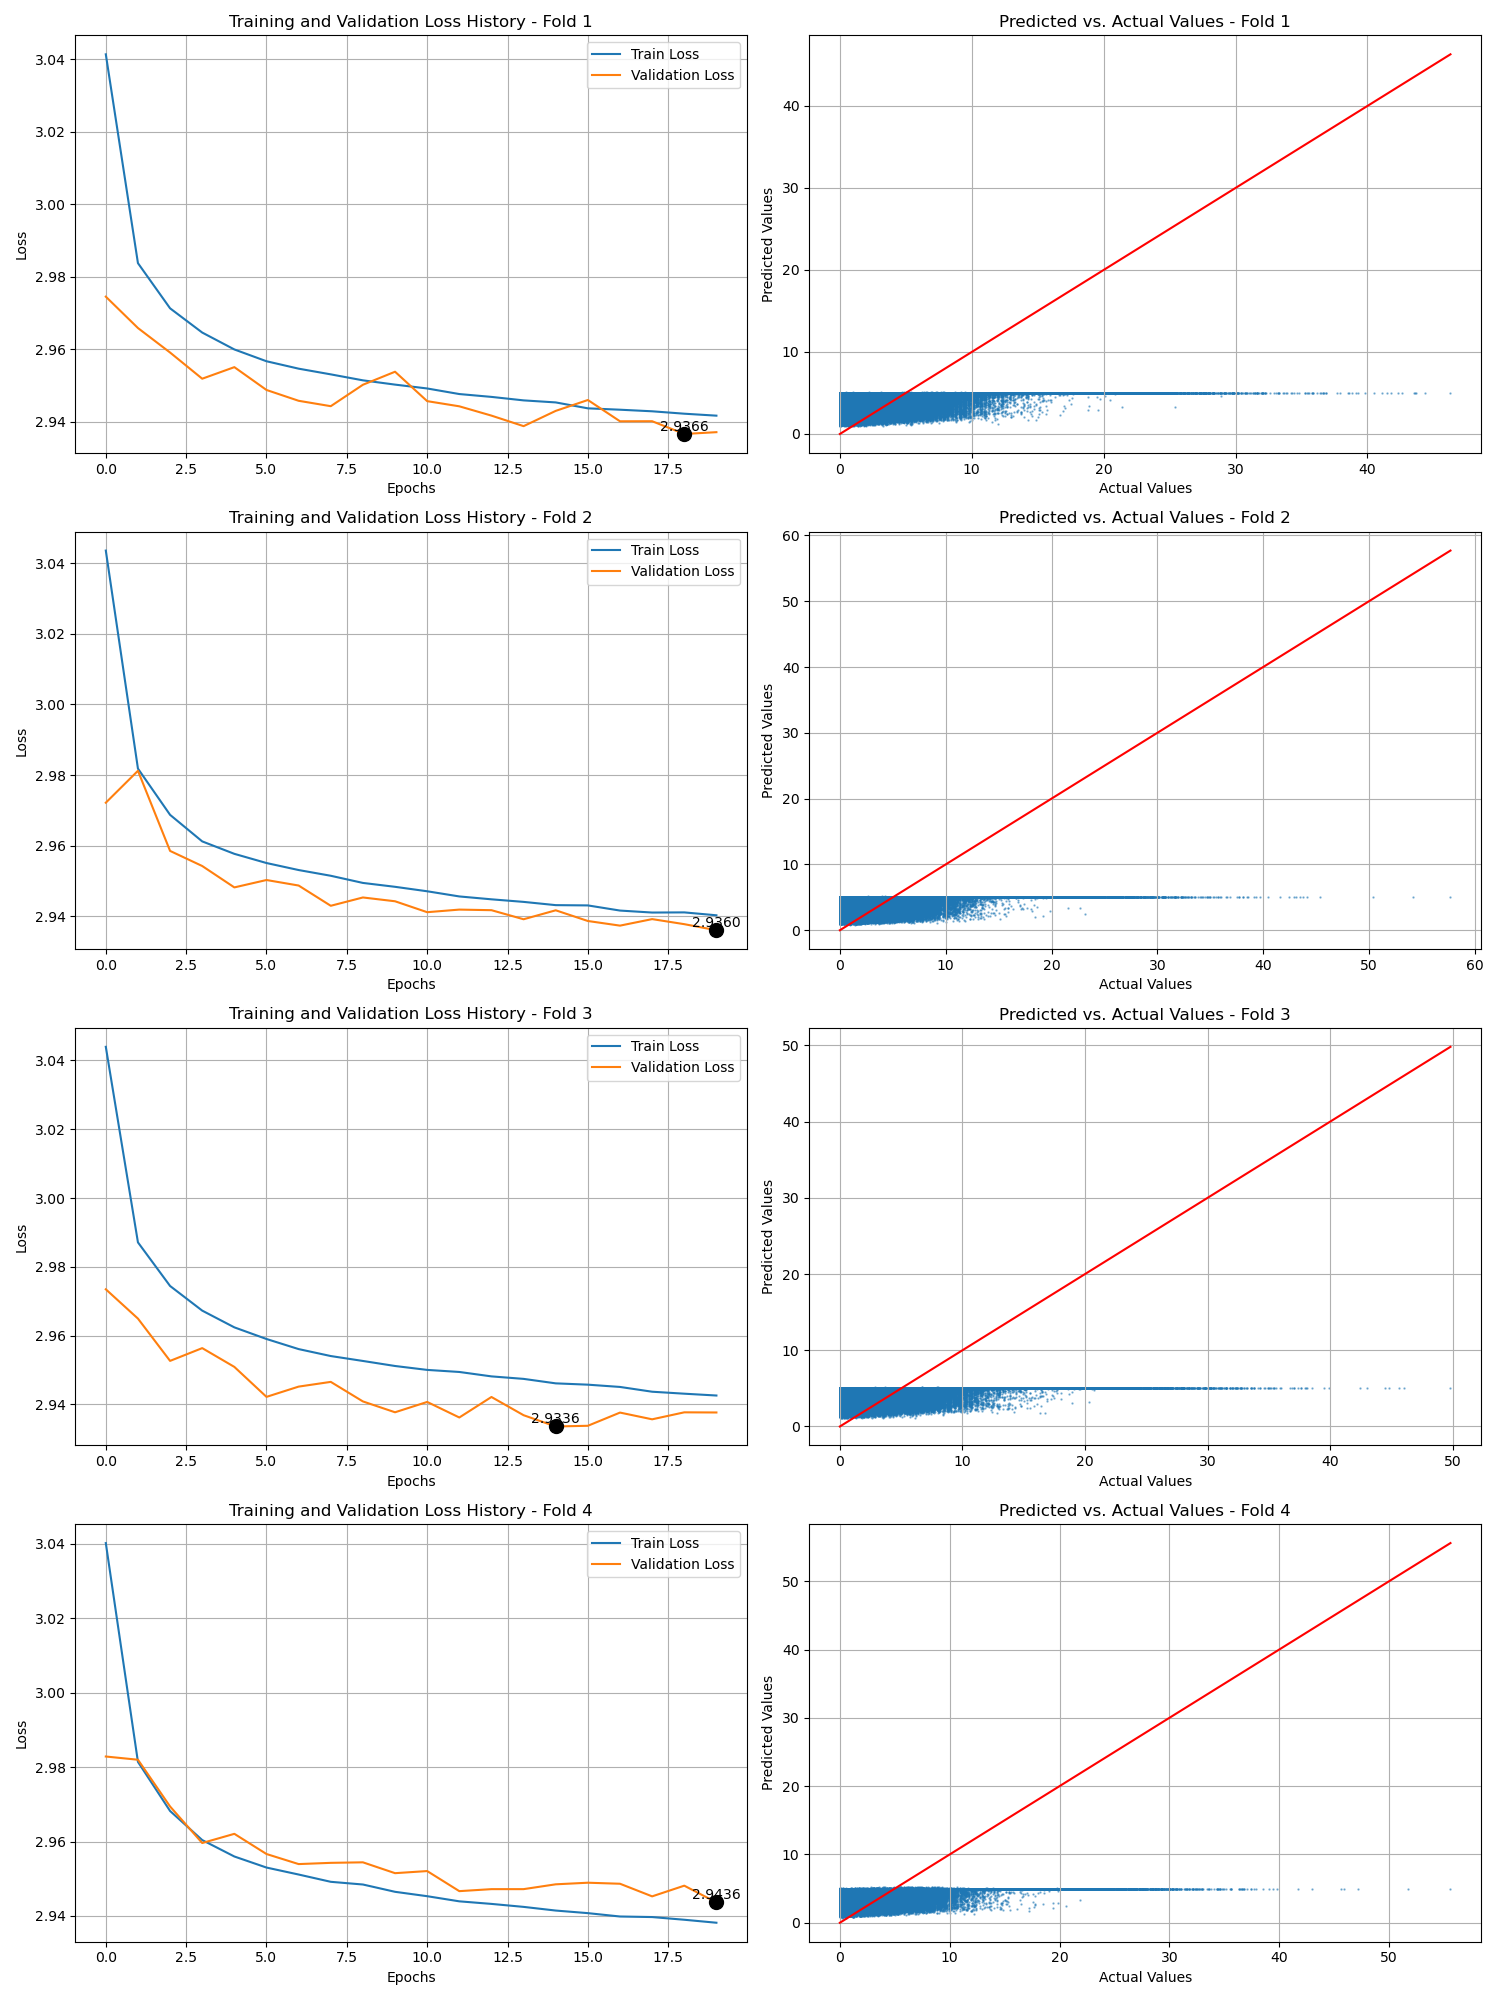 Training and Validation Loss History - Fold 1
3.04
3.02
3.00
2.98
2.96
2.94
Loss
Train Loss
Validation Loss
2.9366
0.0 2.5 5.0 7.5 10.0 12.5 15.0 17.5
Epochs
Predicted vs. Actual Values - Fold 1
40
30
20
10
0
Predicted Values
0 10 20 30 40
Actual Values
Training and Validation Loss History - Fold 2
3.04
3.02
3.00
2.98
2.96
2.94
Loss
Train Loss
Validation Loss
2.9360
0.0 2.5 5.0 7.5 10.0 12.5 15.0 17.5
Epochs
Predicted vs. Actual Values - Fold 2
60
50
40
30
20
10
0
Predicted Values
0 10 20 30 40 50 60
Actual Values
Training and Validation Loss History - Fold 3
3.04
3.02
3.00
2.98
2.96
2.94
Loss
Train Loss
Validation Loss
2.9336
0.0 2.5 5.0 7.5 10.0 12.5 15.0 17.5
Epochs
Predicted vs. Actual Values - Fold 3
50
40
30
20
10
0
Predicted Values
0 10 20 30 40 50
Actual Values
Training and Validation Loss History - Fold 4
3.04
3.02
3.00
2.98
2.96
2.94
Loss
Train Loss
Validation Loss
2.9436
0.0 2.5 5.0 7.5 10.0 12.5 15.0 17.5
Epochs
Predicted vs. Actual Values - Fold 4
50
40
30
20
10
0
Predicted Values
0 10 20 30 40 50
Actual Values